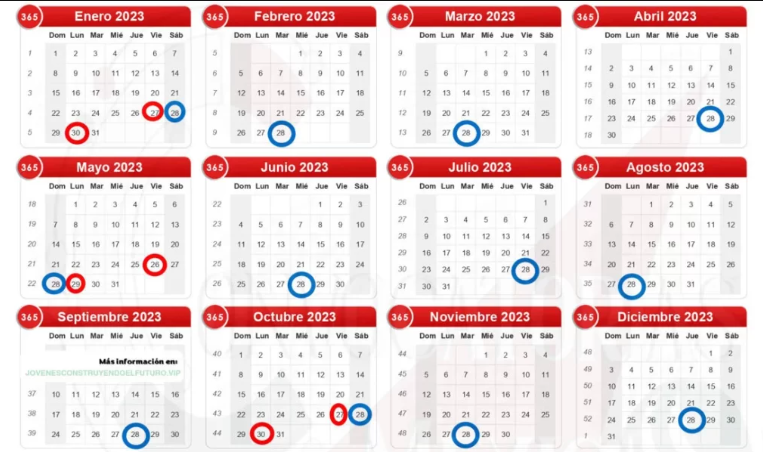 365 Enero 2023
Dom Lun Mar Mié Jue Vie Sáb
1 1 2 3 4 5 6 7
2 8 9 10 11 12 13 14
3 15 16 17 18 19 20 21
4 22 23 24 25 26 27 28
5 29 30 31
365 Febrero 2023
Dom Lun Mar Mié Jue Vie Sáb
5 1 2 3 4
6 5 6 7 8 9 10 11
7 12 13 14 15 16 17 18
8 19 20 21 22 23 24 25
9 26 27 28
365 Marzo 2023
Dom Lun Mar Mié Jue Vie Sáb
9 1 2 3 4
10 5 6 7 8 9 10 11
11 12 13 14 15 16 17 18
12 19 20 21 22 23 24 25
13 26 27 28 29 30 31
365 Abril 2023
Dom Lun Mar Mié Jue Vie Sáb
13 1
14 2 3 4 5 6 7 8
15 9 10 11 12 13 14 15
16 16 17 18 19 20 21 22
17 23 24 25 26 27 28 29
18 30
365 Mayo 2023
Dom Lun Mar Mié Jue Vie Sáb
18 1 2 3 4 5 6
19 7 8 9 10 11 12 13
20 14 15 16 17 18 19 20
21 21 22 23 24 25 26 27
22 28 29 30 31
365 Junio 2023
Dom Lun Mar Mié Jue Vie Sáb
22 1 2 3
23 4 5 6 7 8 9 10
24 11 12 13 14 15 16 17
25 18 19 20 21 22 23 24
26 25 26 27 28 29 30
365 Julio 2023
Dom Lun Mar Mié Jue Vie Sáb
26 1
27 2 3 4 5 6 7 8
28 9 10 11 12 13 14 15
29 16 17 18 19 20 21 22
30 23 24 25 26 27 28 29
31 30 31
365 Agosto 2023
Dom Lun Mar Mié Jue Vie Sáb
31 1 2 3 4 5
32 6 7 8 9 10 11 12
33 13 14 15 16 17 18 19
34 20 21 22 23 24 25 26
35 27 28 29 30 31
365 Septiembre 2023
Dom Lun Mar Mié Jue Vie Sáb
Más información en:
JOVENESCONSTRUYENDOELFUTURO.VIP
37 10 11 12 13 14 15 16
38 17 18 19 20 21 22 23
39 24 25 26 27 28 29 30
365 Octubre 2023
Dom Lun Mar Mié Jue Vie Sáb
40 1 2 3 4 5 6 7
41 8 9 10 11 12 13 14
42 15 16 17 18 19 20 21
43 22 23 24 25 26 27 28
44 29 30 31
365 Noviembre 2023
Dom Lun Mar Mié Jue Vie Sáb
44 1 2 3 4
45 5 6 7 8 9 10 11
46 12 13 14 15 16 17 18
47 19 20 21 22 23 24 25
48 26 27 28 29 30
365 Diciembre 2023
Dom Lun Mar Mié Jue Vie Sáb
48 1 2
49 3 4 5 6 7 8 9
50 10 11 12 13 14 15 16
51 17 18 19 20 21 22 23
52 24 25 26 27 28 29 30
1 31